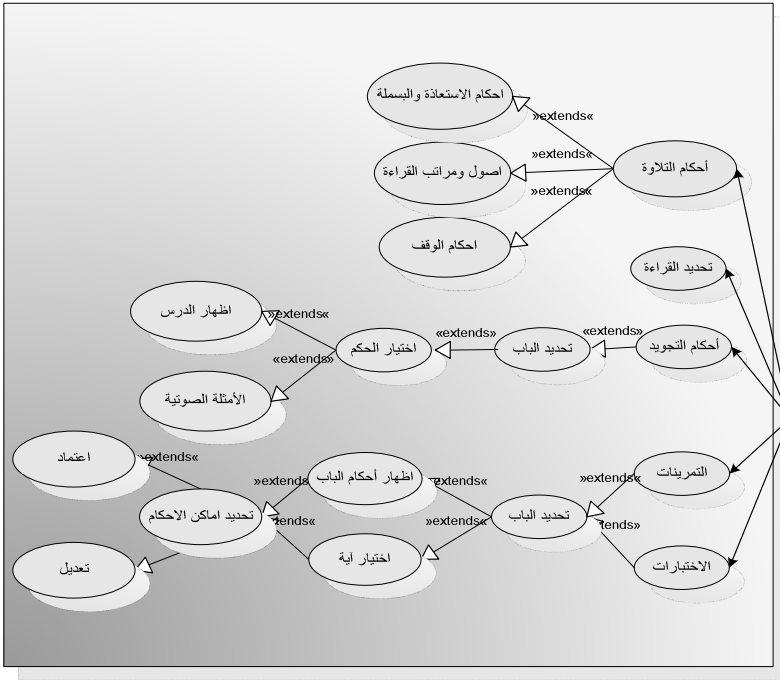 احكام الاستعاذة والبسملة
»extends«
»extends«
أحكام التلاوة
اصول ومراتب القراءة
»extends«
احكام الوقف
تحديد القراءة
اظهار الدرس
»extends«
أحكام التجويد
«extends»
تحديد الباب
«extends»
اختيار الحكم
«extends»
الأمثلة الصوتية
اعتماد
»extends«
التمرينات
»extends«
اظهار أحكام الباب
extends«
»extends
تحديد اماكن الاحكام
تحديد الباب
»extends«
tends»
ends«
اختيار آية
الاختبارات
تعديل